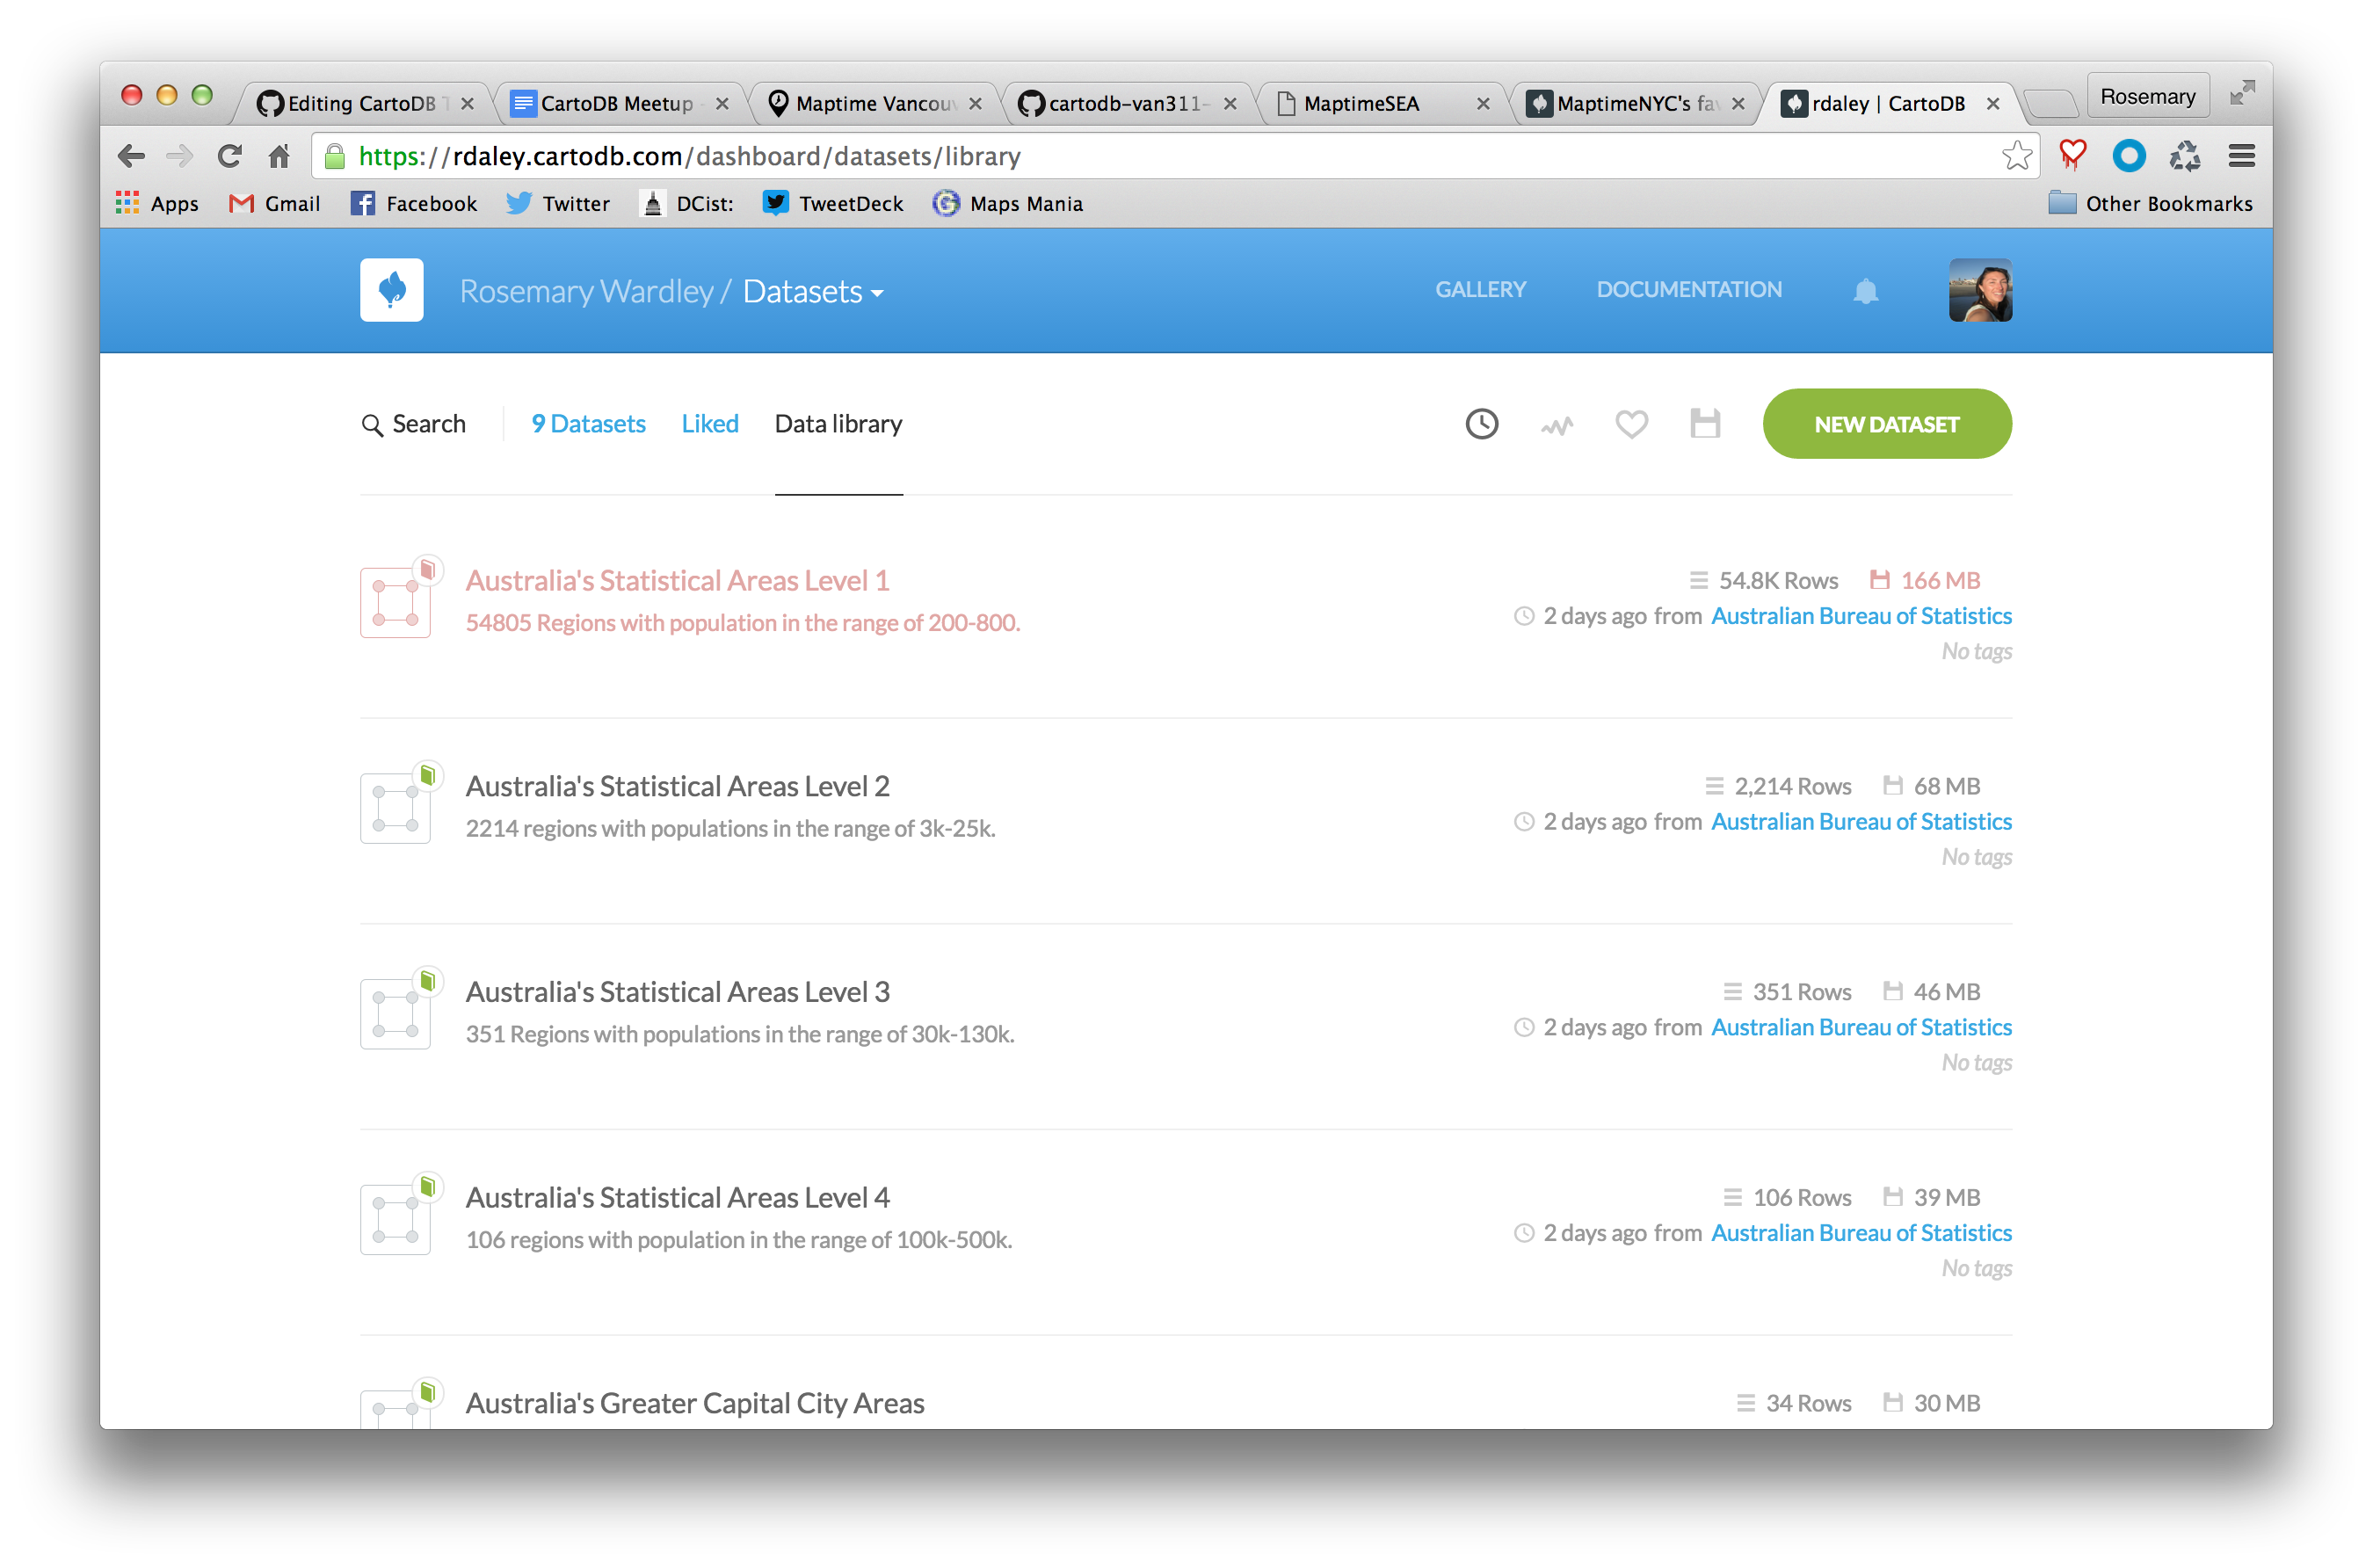 Editing CartoDB T
CartoDB Meetup -
Maptime Vancouv
cartodb-van311-
MaptimeSEA
MaptimeNYC's fav
rdaley | CartoDB
Rosemary
https://rdaley.cartodb.com/dashboard/datasets/library
Apps
Gmail
Facebook
Twitter
DCist:
TweetDeck
Maps Mania
Other Bookmarks
Rosemary Wardley / Datasets
GALLERY
DOCUMENTATION
Search
9 Datasets
Liked
Data library
NEW DATASET
Australia's Statistical Areas Level 1
54.8K Rows
166 MB
54805 Regions with population in the range of 200-800.
2 days ago from Australian Bureau of Statistics
No tags
Australia's Statistical Areas Level 2
2,214 Rows
68 MB
2214 regions with populations in the range of 3k-25k.
2 days ago from Australian Bureau of Statistics
No tags
Australia's Statistical Areas Level 3
351 Rows
46 MB
351 Regions with populations in the range of 30k-130k.
2 days ago from Australian Bureau of Statistics
No tags
Australia's Statistical Areas Level 4
106 Rows
39 MB
106 regions with population in the range of 100k-500k.
2 days ago from Australian Bureau of Statistics
No tags
Australia's Greater Capital City Areas
34 Rows
30 MB